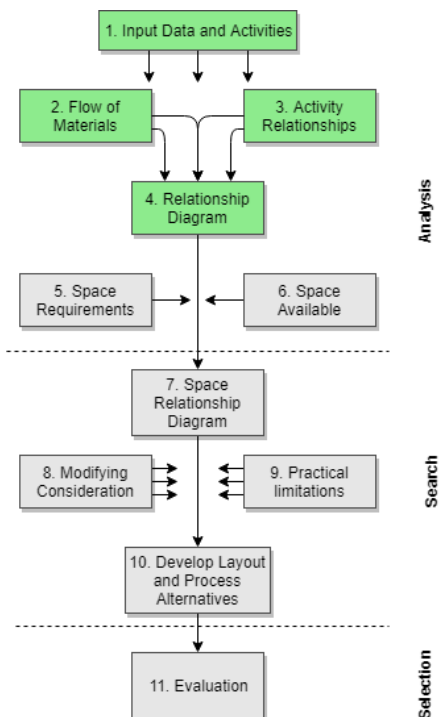 1. Input Data and Activities
2. Flow of
Materials
3. Activity
Relationships
4. Relationship
Diagram
Analysis
5. Space
Requirements
6. Space
Available
7. Space
Relationship
Diagram
8. Modifying
Consideration
9. Practical
limitations
Search
10. Develop Layout
and Process
Alternatives
11. Evaluation
Selection